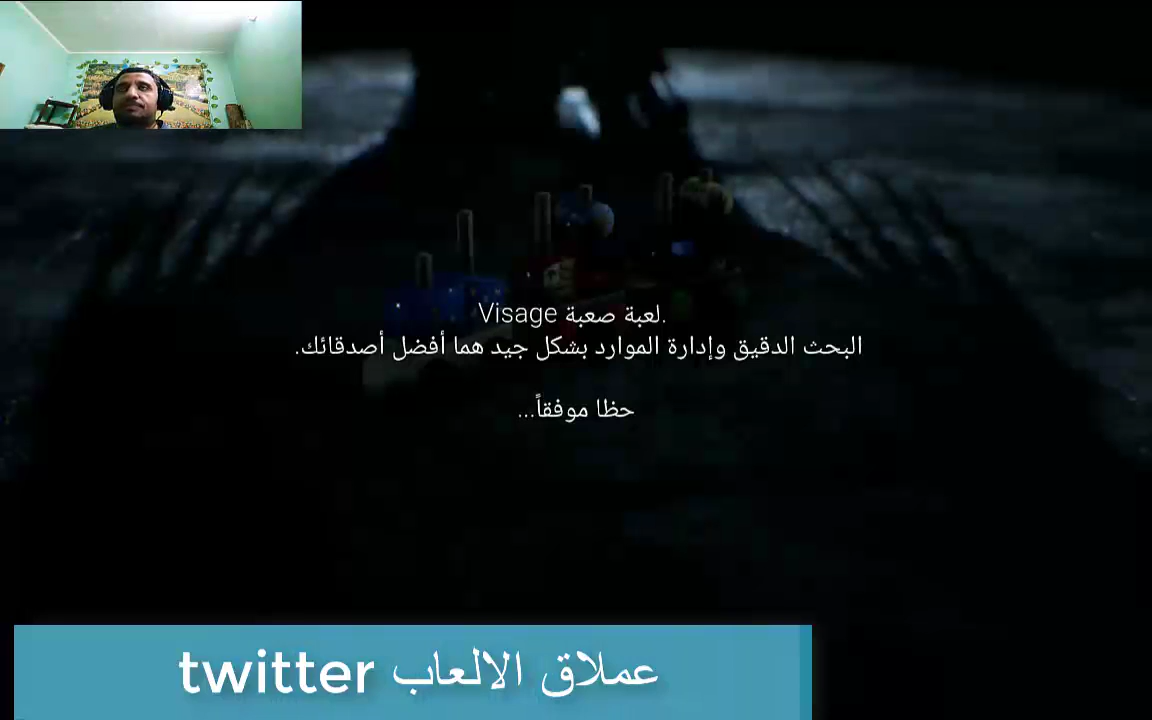 Visage لعبة صعبة.
البحث الدقيق وإدارة الموارد بشكل جيد هما أفضل أصدقائك.
حظا موفقاً...
عملاق الالعاب twitter